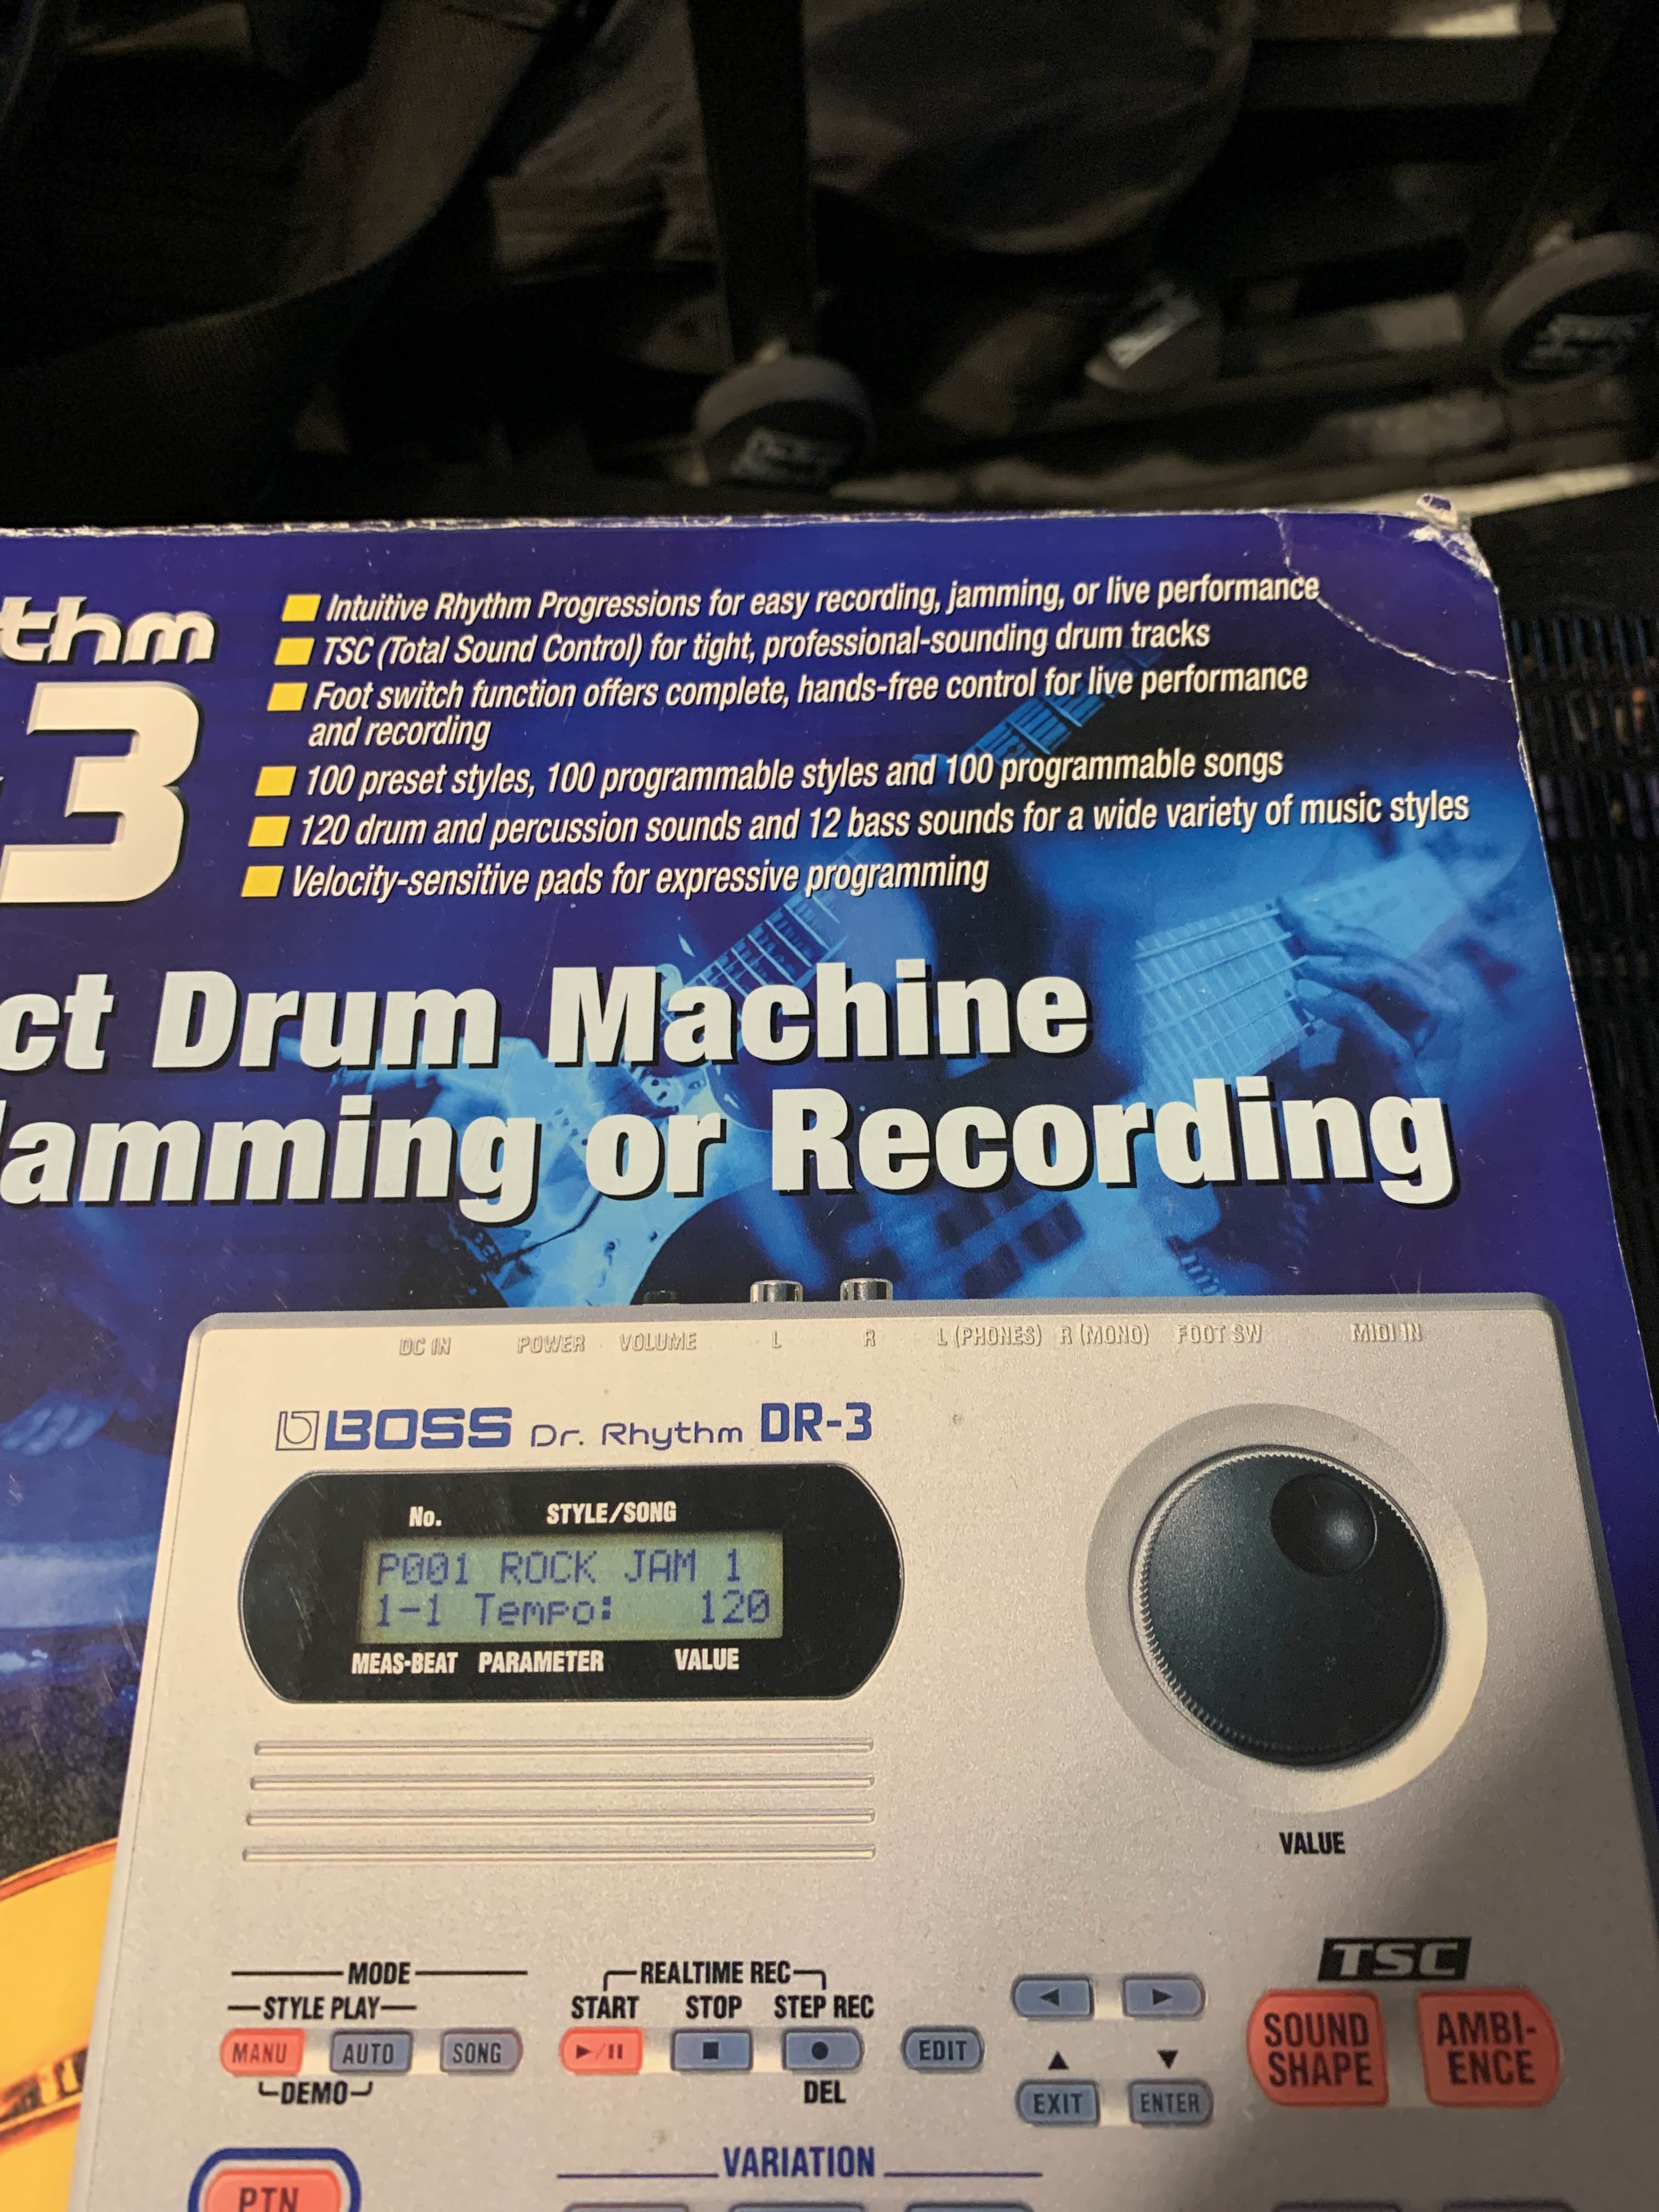 thm
3
Intuitive Rhythm Progressions for easy recording, jamming, or live performance
TSC (Total Sound Control) for tight, professional-sounding drum tracks
Foot switch function offers complete, hands-free control for live performance
and recording
100 preset styles, 100 programmable styles and 100 programmable songs
120 drum and percussion sounds and 12 bass sounds for a wide variety of music styles
Velocity-sensitive pads for expressive programming
ct Drum Machine
Jamming or Recording
DC IN POWER VOLUME L R L (PHONES) R (MONO) FOOT SW MIDI IN
BOSS Dr. Rhythm DR-3
No. STYLE/SONG
P001 ROCK JAM 1
1-1 Tempo: 120
MEAS-BEAT PARAMETER VALUE
VALUE
TSC
MODE
STYLE PLAY
MANU AUTO SONG
DEMO
REALTIME REC
START STOP STEP REC
DEL
EDIT
EXIT ENTER
SOUND
SHAPE
AMBI-
ENCE
VARIATION
PTN